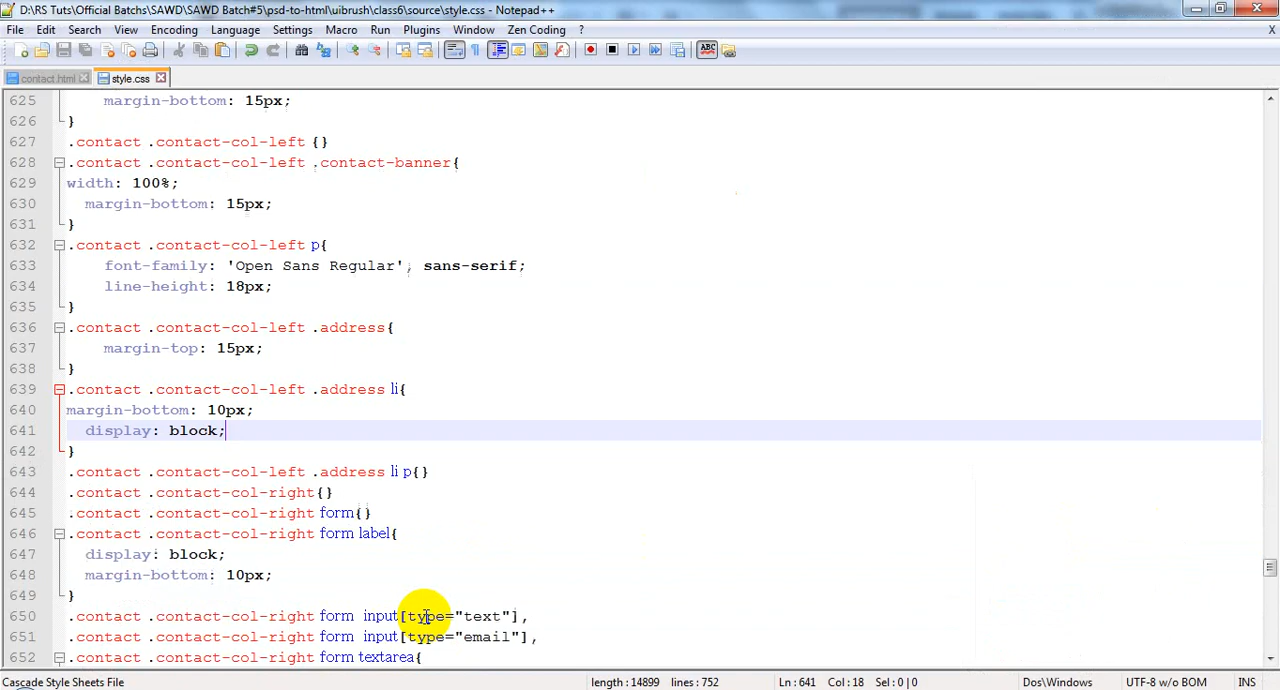 D:\RS Tuts\Official Batchs\SAWD Batch#5\psd-to-html\uibrush\class6\source\style.css - Notepad++
File Edit Search View Encoding Language Settings Macro Run Plugins Window Zen Coding ? X
contact.html style.css
625 margin-bottom: 15px;
626 }
627 .contact .contact-col-left {}
628 .contact .contact-col-left .contact-banner{
629 width: 100%;
630 margin-bottom: 15px;
631 }
632 .contact .contact-col-left p{
633 font-family: 'Open Sans Regular', sans-serif;
634 line-height: 18px;
635 }
636 .contact .contact-col-left .address{
637 margin-top: 15px;
638 }
639 .contact .contact-col-left .address li{
640 margin-bottom: 10px;
641 display: block;
642 }
643 .contact .contact-col-left .address li p{}
644 .contact .contact-col-right{}
645 .contact .contact-col-right form{}
646 .contact .contact-col-right form label{
647 display: block;
648 margin-bottom: 10px;
649 }
650 .contact .contact-col-right form input[type="text"],
651 .contact .contact-col-right form input[type="email"],
652 .contact .contact-col-right form textarea{
Cascade Style Sheets File length : 14899 lines : 752 Ln : 641 Col : 18 Sel : 0 | 0 Dos\Windows UTF-8 w/o BOM INS